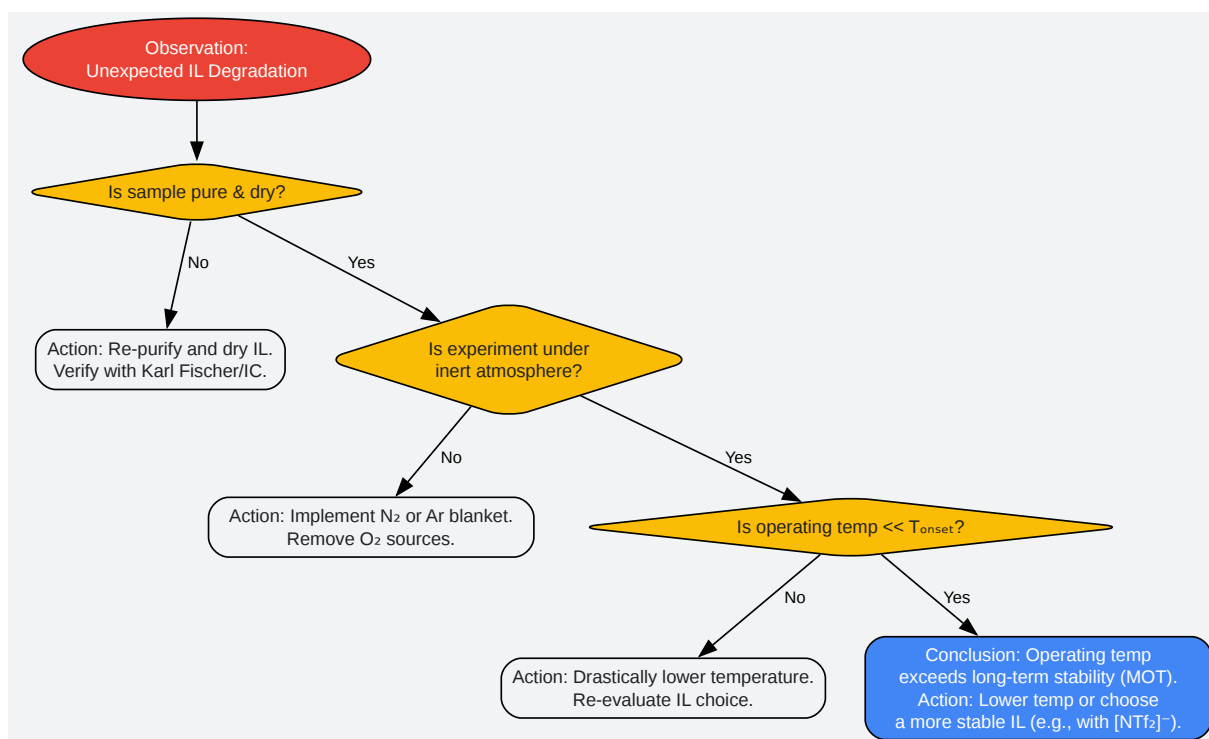 Observation:
Unexpected IL Degradation
Is sample pure & dry?
No
Yes
Action: Re-purify and dry IL.
Verify with Karl Fischer/IC.
Is experiment under
inert atmosphere?
No
Yes
Action: Implement N₂ or Ar blanket.
Remove O₂ sources.
Is operating temp << Tₒₙₛₑₜ?
No
Yes
Action: Drastically lower temperature.
Re-evaluate IL choice.
Conclusion: Operating temp
exceeds long-term stability (MOT).
Action: Lower temp or choose
a more stable IL (e.g., with [NTf₂]⁻).